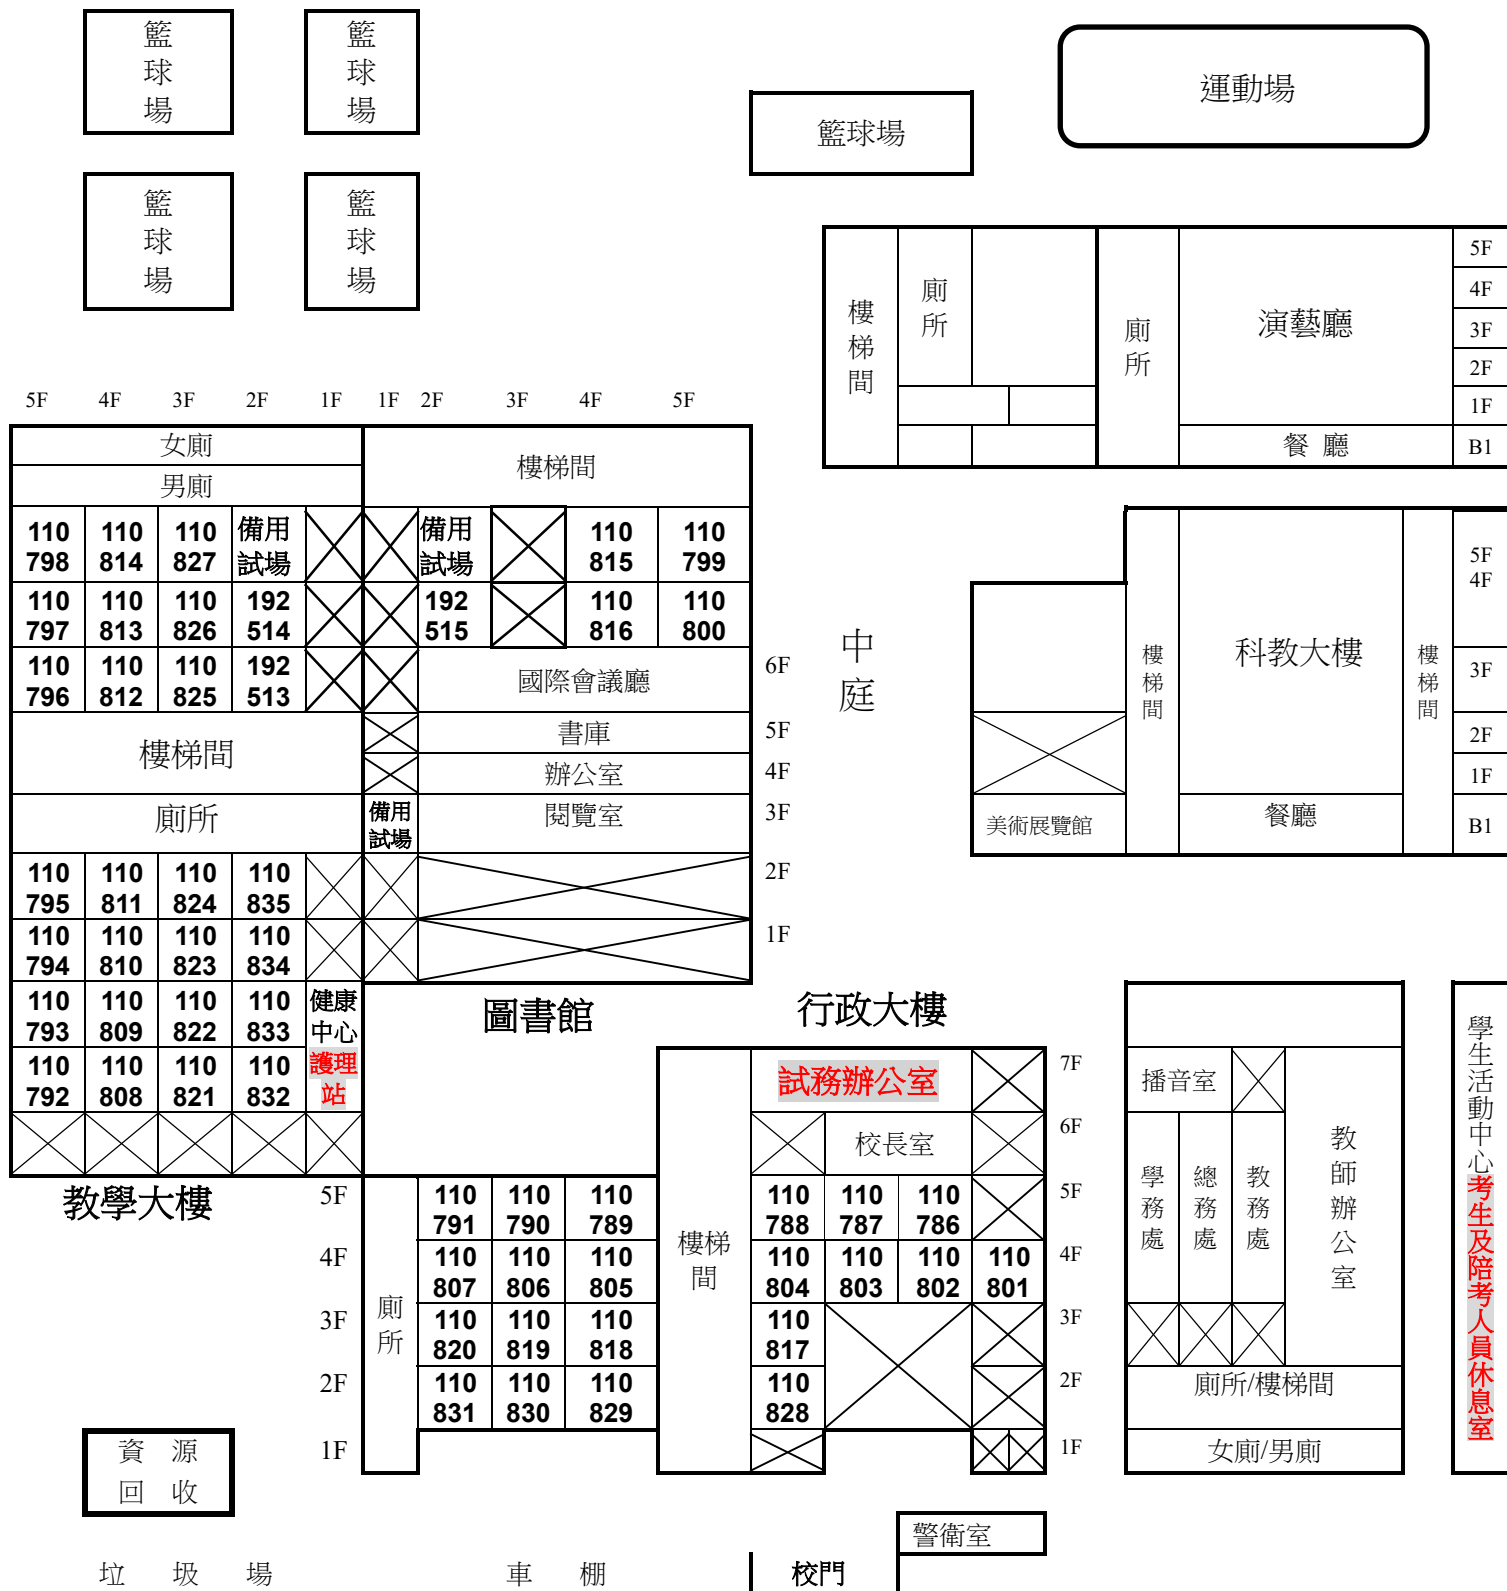 籃球場
籃球場
籃球場
運動場
籃球場
籃球場
樓梯間
廁所
廁所
演藝廳
5F
4F
3F
2F
1F
餐 廳
B1
5F 4F 3F 2F 1F 1F 2F 3F 4F 5F
女廁
男廁
樓梯間
110 110 110 備用 備用 110 110
798 814 827 試場 試場 815 799
110 110 110 192 192 110 110
797 813 826 514 515 816 800
110 110 110 192
796 812 825 513
國際會議廳
6F
中庭
樓梯間
書庫
5F
辦公室
4F
廁所
備用
試場
閱覽室
3F
2F
1F
樓梯間
科教大樓
樓梯間
5F
4F
3F
2F
1F
美術展覽館
餐廳
B1
110 110 110 110
795 811 824 835
110 110 110 110
794 810 823 834
110 110 110 110
793 809 822 833
110 110 110 110
792 808 821 832
健康
中心
護理
站
圖書館
行政大樓
教學大樓
樓梯間
試務辦公室
7F
校長室
6F
5F
110 110 110 110 110 110
791 790 789 788 787 786
5F
4F
110 110 110 110 110 110 110
807 806 805 804 803 802 801
4F
廁所
3F
110 110 110 110
820 819 818 817
3F
2F
110 110 110 110
831 830 829 828
2F
1F
1F
播音室
學務處
總務處
教務處
教師辦公室
廁所/樓梯間
女廁/男廁
學生活動中心考生及陪考人員休息室
資 源
回 收
警衛室
垃 圾 場
車 棚
校門